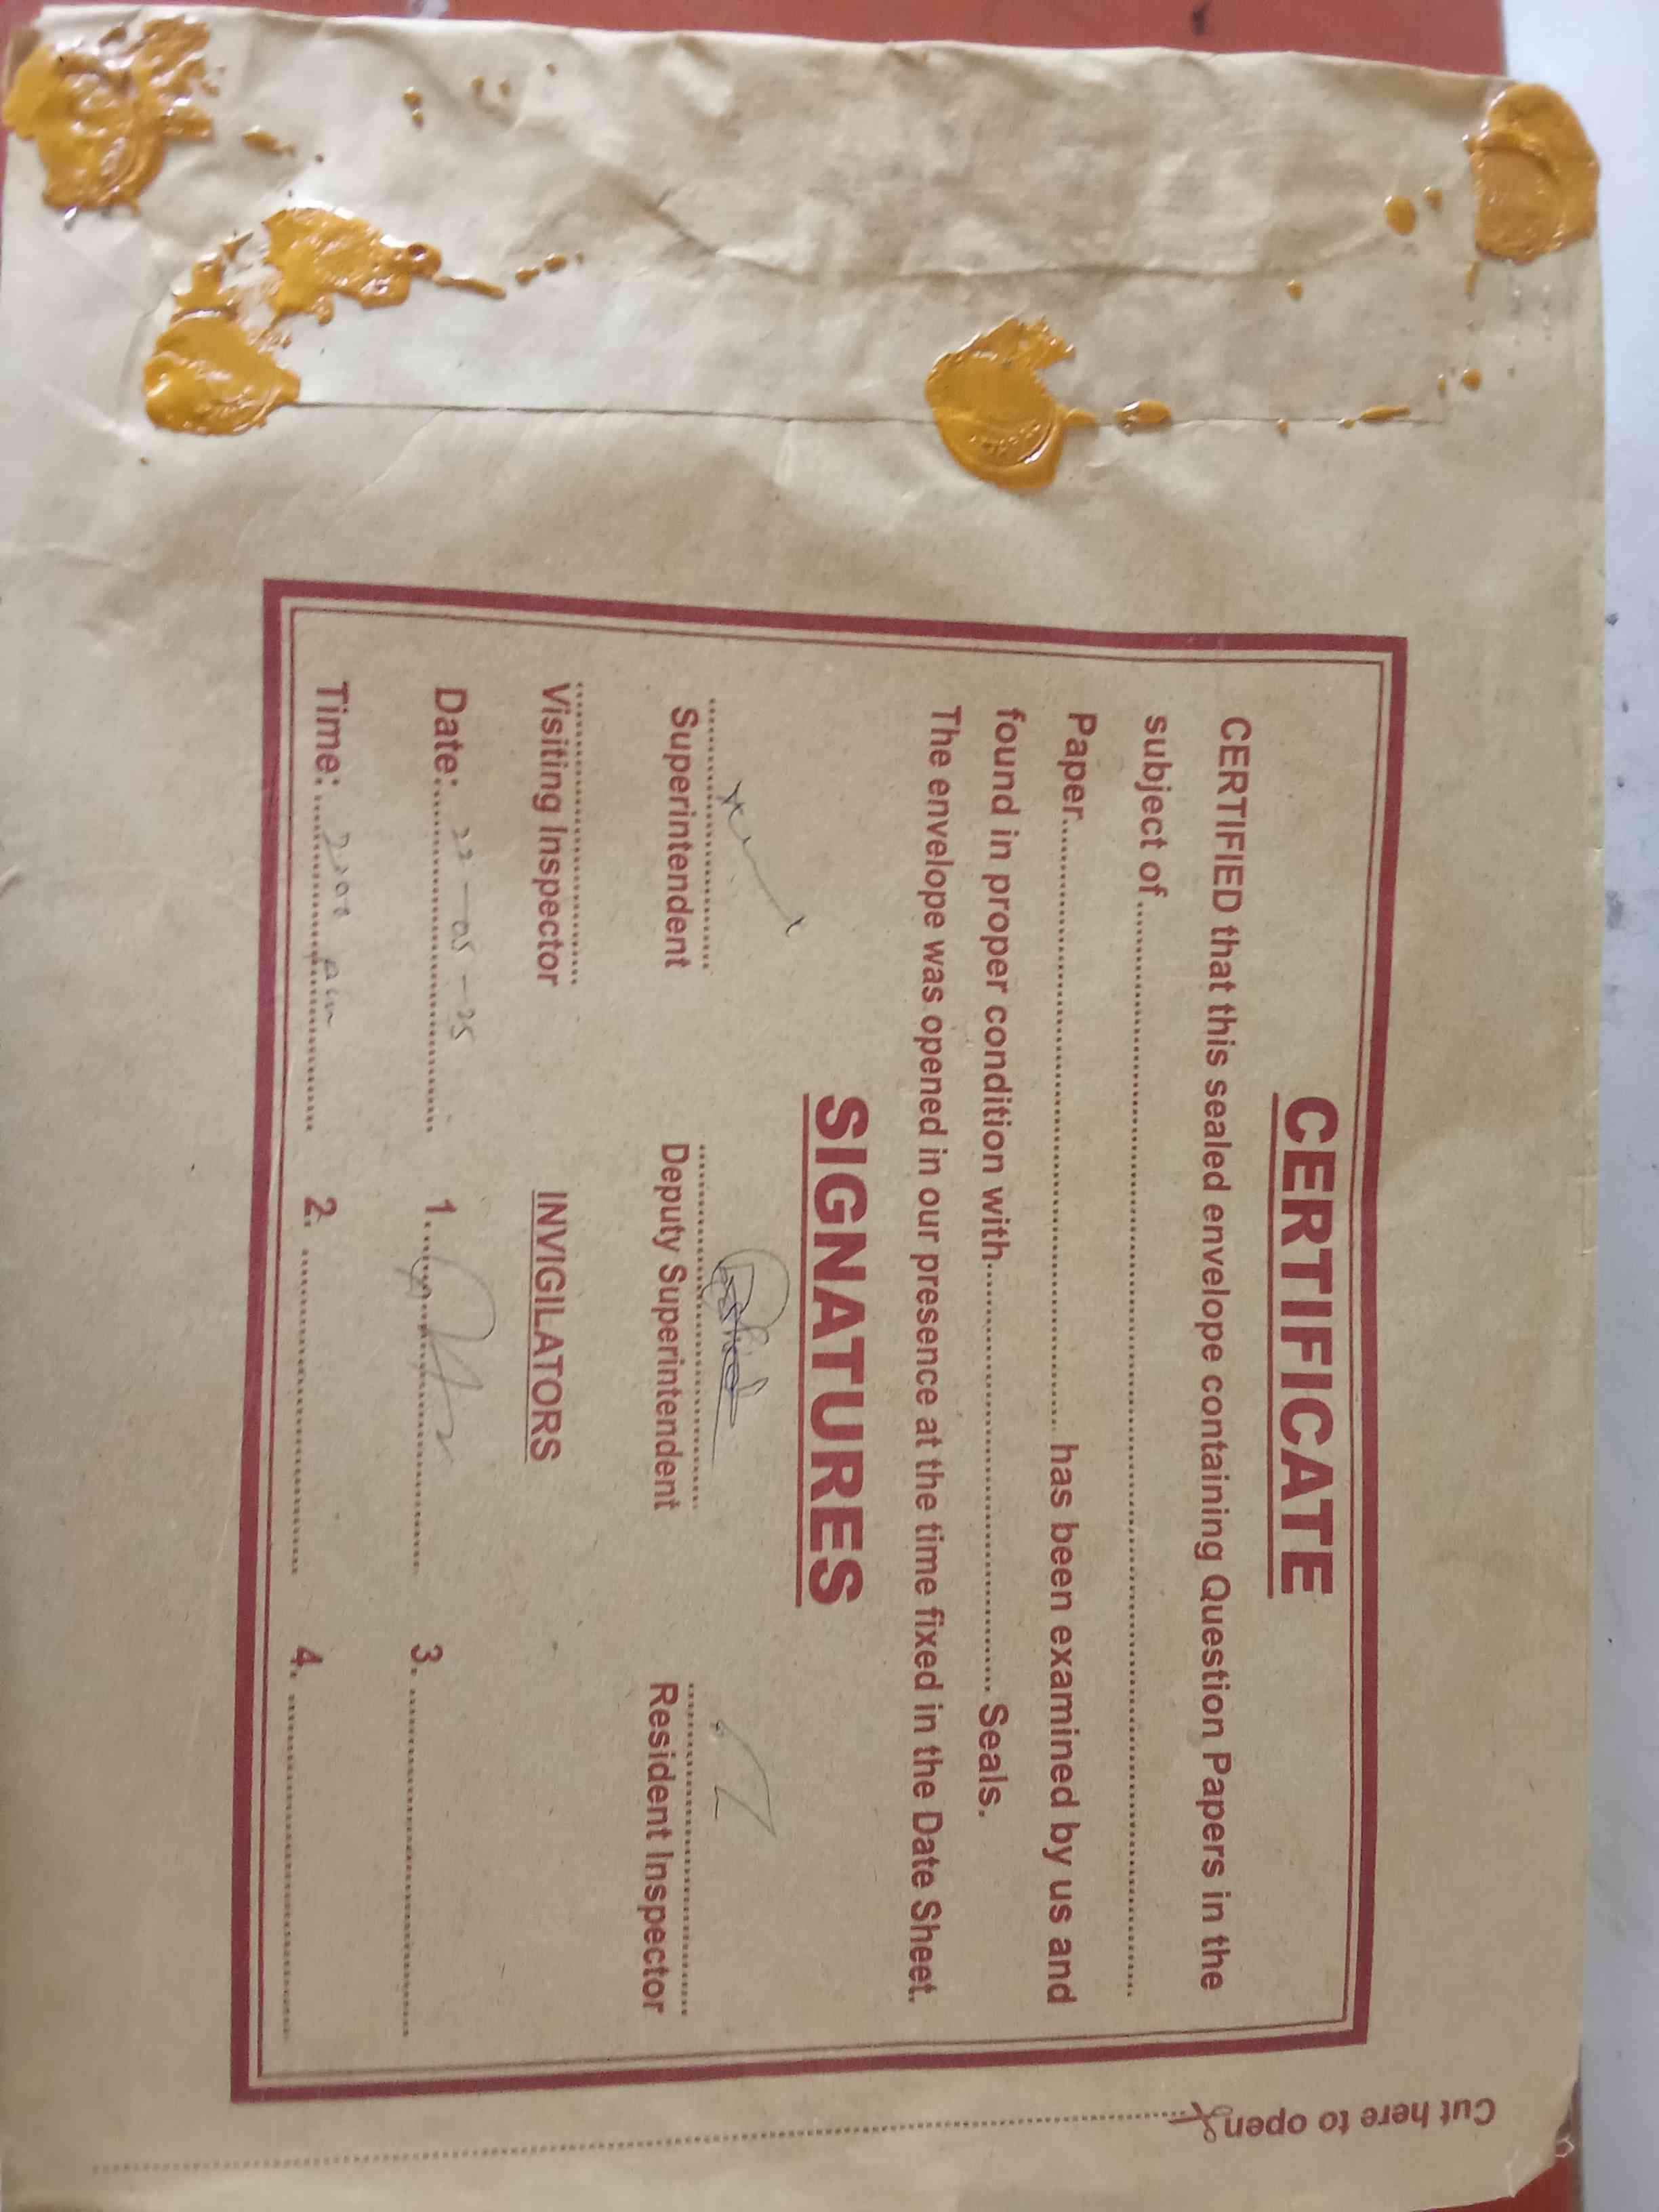 CERTIFICATE
CERTIFIED that this sealed envelope containing Question Papers in the
subject of ........................................
Paper........................................ has been examined by us and
found in proper condition with........................................ Seals.
The envelope was opened in our presence at the time fixed in the Date Sheet.
SIGNATURES
Superintendent Deputy Superintendent Resident Inspector
Visiting Inspector INVIGILATORS
Date: 22-05-25 1. 3.
Time: 2:00 2. 4.
Cut here to open